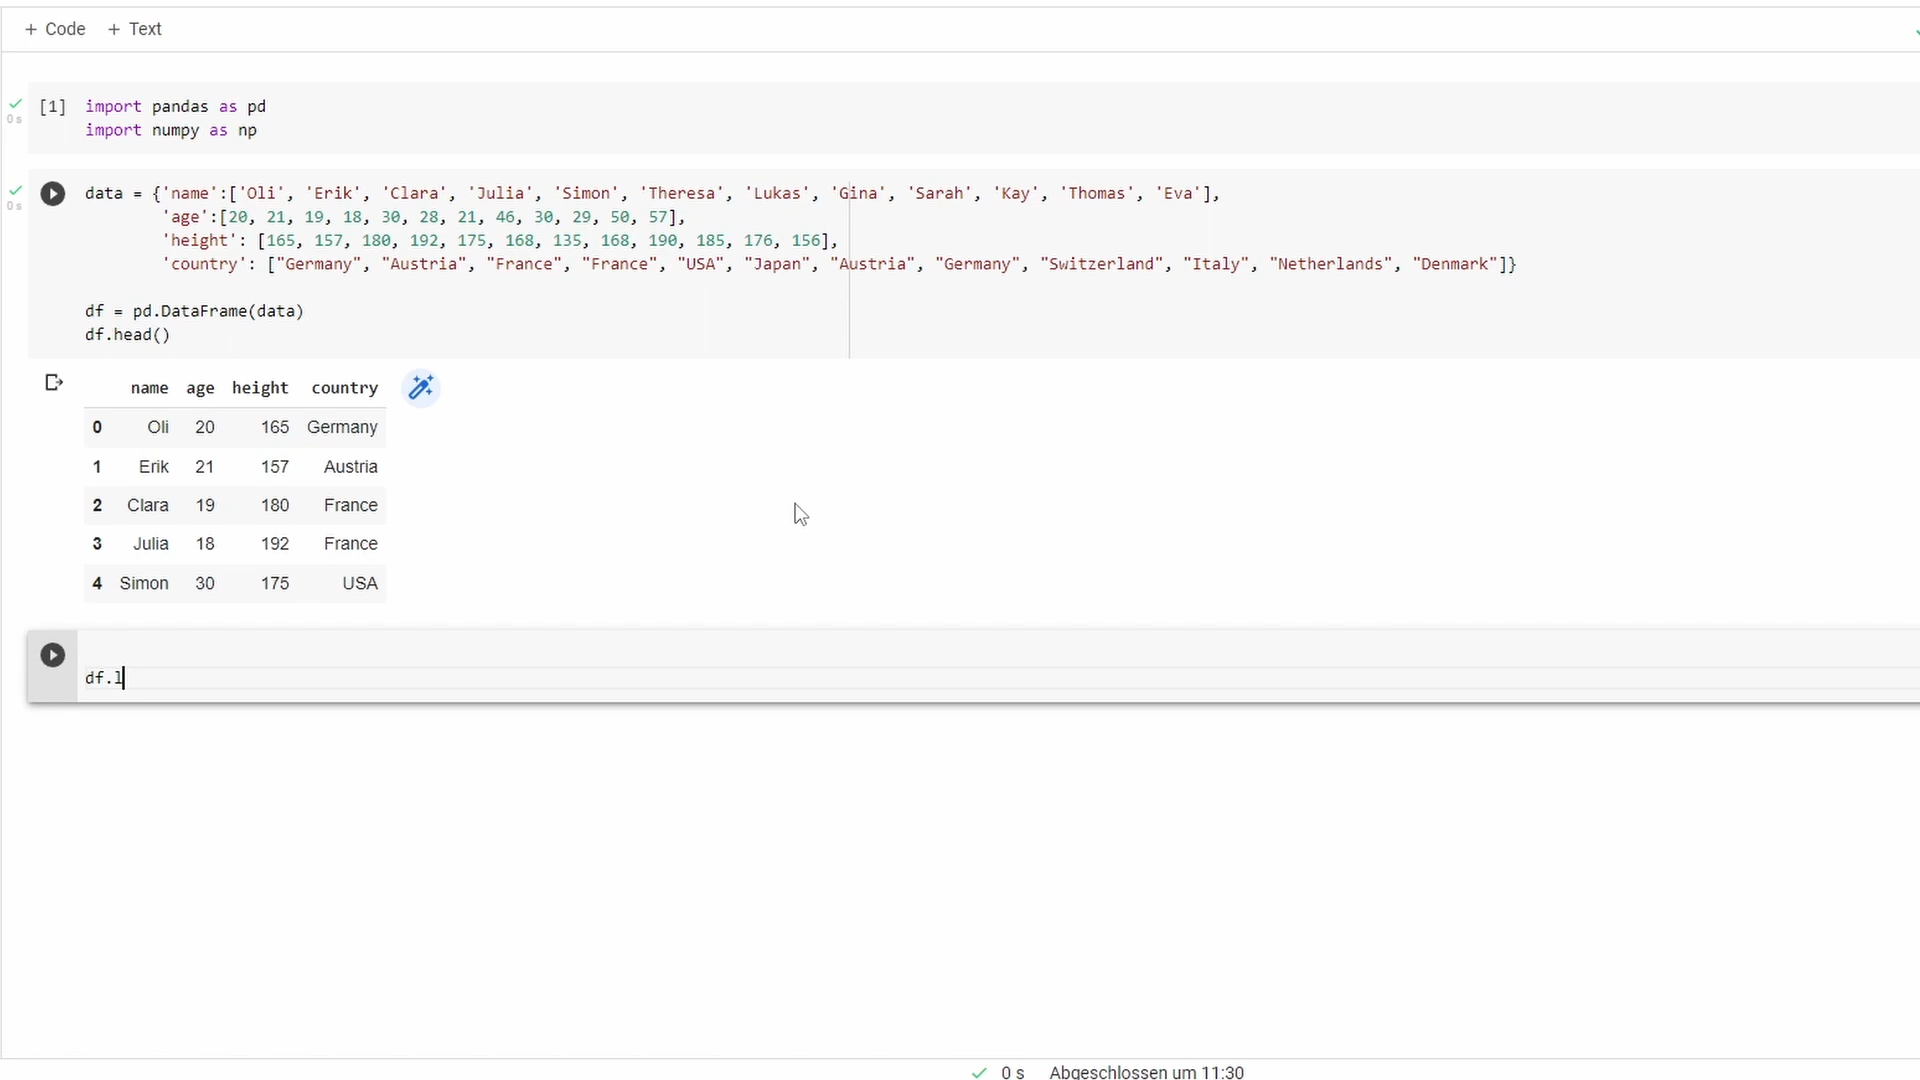 + Code + Text
[1] import pandas as pd
import numpy as np
0 s
data = {'name':['Oli', 'Erik', 'Clara', 'Julia', 'Simon', 'Theresa', 'Lukas', 'Gina', 'Sarah', 'Kay', 'Thomas', 'Eva'],
'age':[20, 21, 19, 18, 30, 28, 21, 46, 30, 29, 50, 57],
0 s
'height': [165, 157, 180, 192, 175, 168, 135, 168, 190, 185, 176, 156],
'country': ["Germany", "Austria", "France", "France", "USA", "Japan", "Austria", "Germany", "Switzerland", "Italy", "Netherlands", "Denmark"]}
df = pd.DataFrame(data)
df.head()
name age height country
0 Oli 20 165 Germany
1 Erik 21 157 Austria
2 Clara 19 180 France
3 Julia 18 192 France
4 Simon 30 175 USA
df.l
0 s Abgeschlossen um 11:30